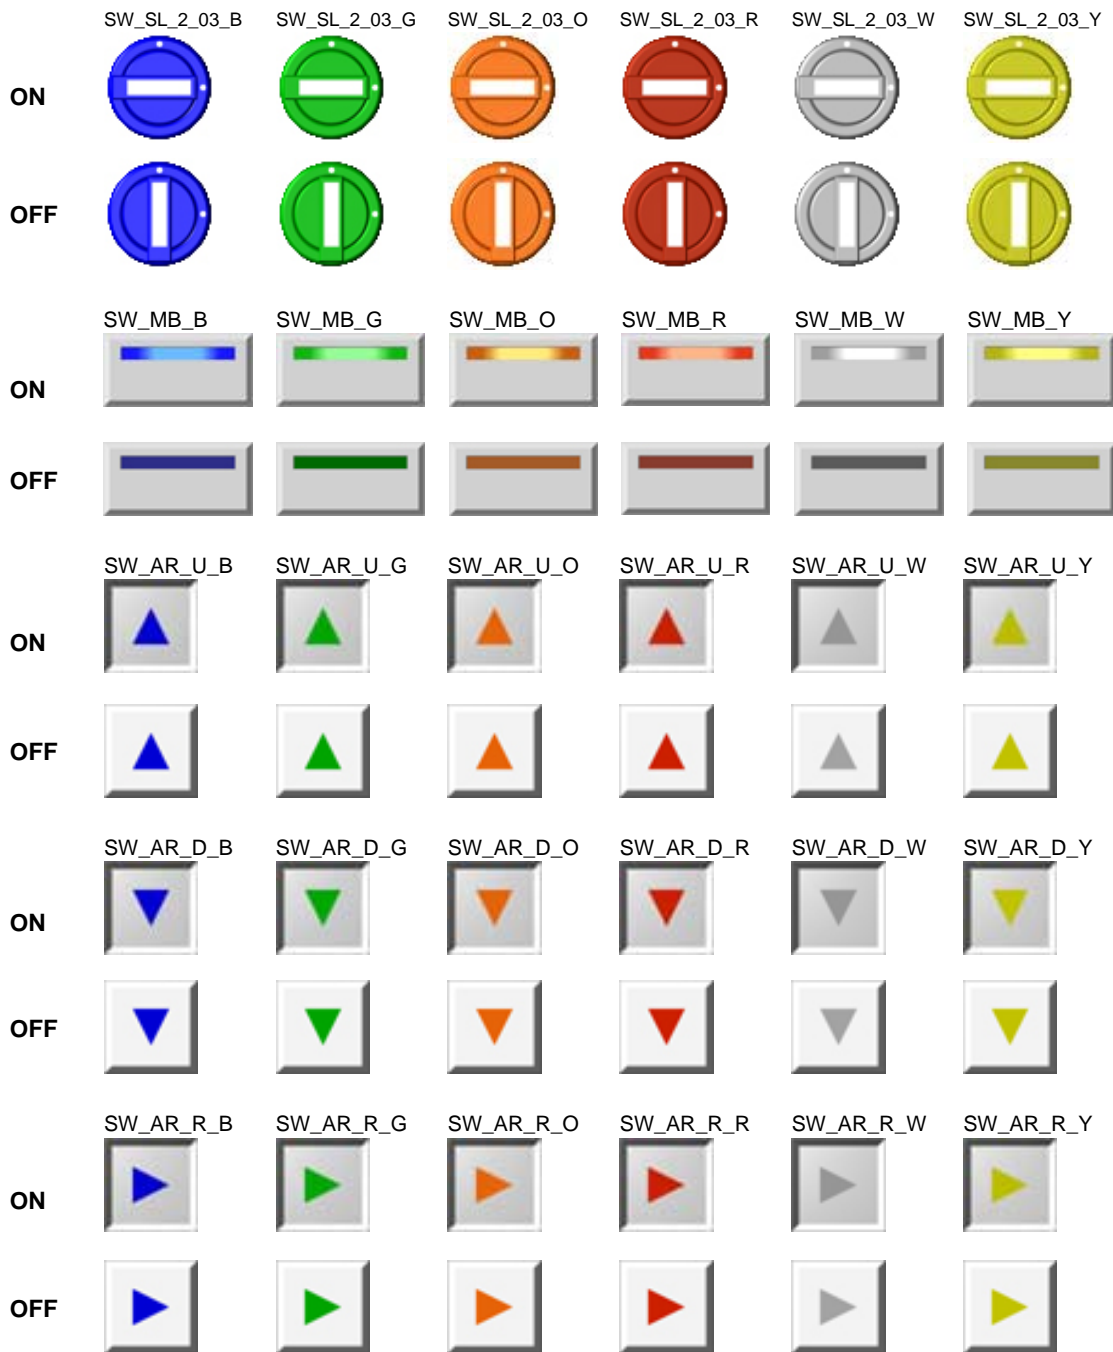 SW_SL_2_03_B SW_SL_2_03_G SW_SL_2_03_O SW_SL_2_03_R SW_SL_2_03_W SW_SL_2_03_Y
ON
OFF
SW_MB_B SW_MB_G SW_MB_O SW_MB_R SW_MB_W SW_MB_Y
ON
OFF
SW_AR_U_B SW_AR_U_G SW_AR_U_O SW_AR_U_R SW_AR_U_W SW_AR_U_Y
ON
OFF
SW_AR_D_B SW_AR_D_G SW_AR_D_O SW_AR_D_R SW_AR_D_W SW_AR_D_Y
ON
OFF
SW_AR_R_B SW_AR_R_G SW_AR_R_O SW_AR_R_R SW_AR_R_W SW_AR_R_Y
ON
OFF